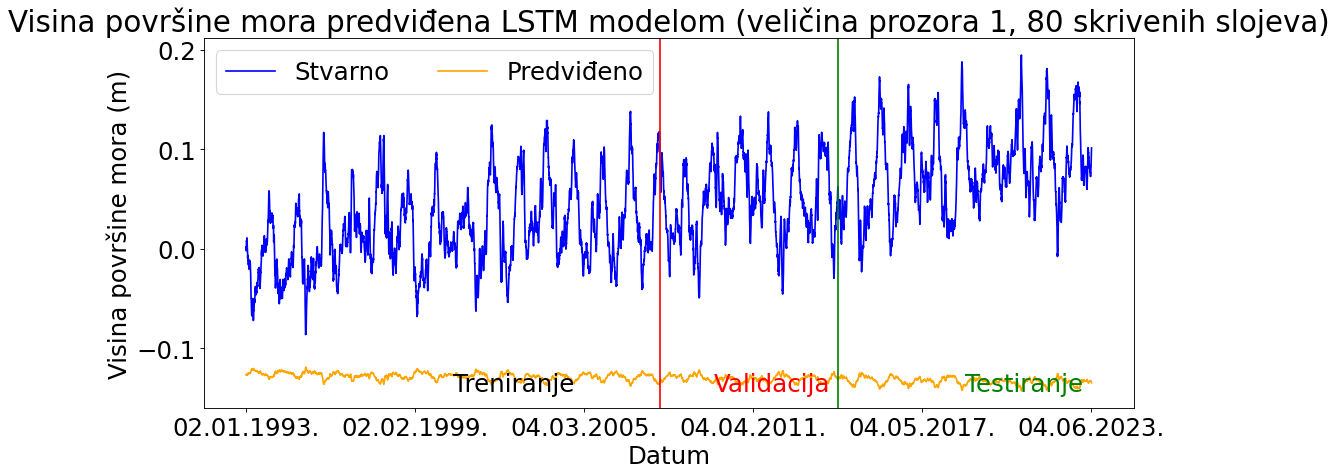 Visina površine mora predviđena LSTM modelom (veličina prozora 1, 80 skrivenih slojeva)
Stvarno
Predviđeno
Visina površine mora (m)
0.2
0.1
0.0
−0.1
Treniranje
Validacija
Testiranje
02.01.1993.
02.02.1999.
04.03.2005.
04.04.2011.
04.05.2017.
04.06.2023.
Datum